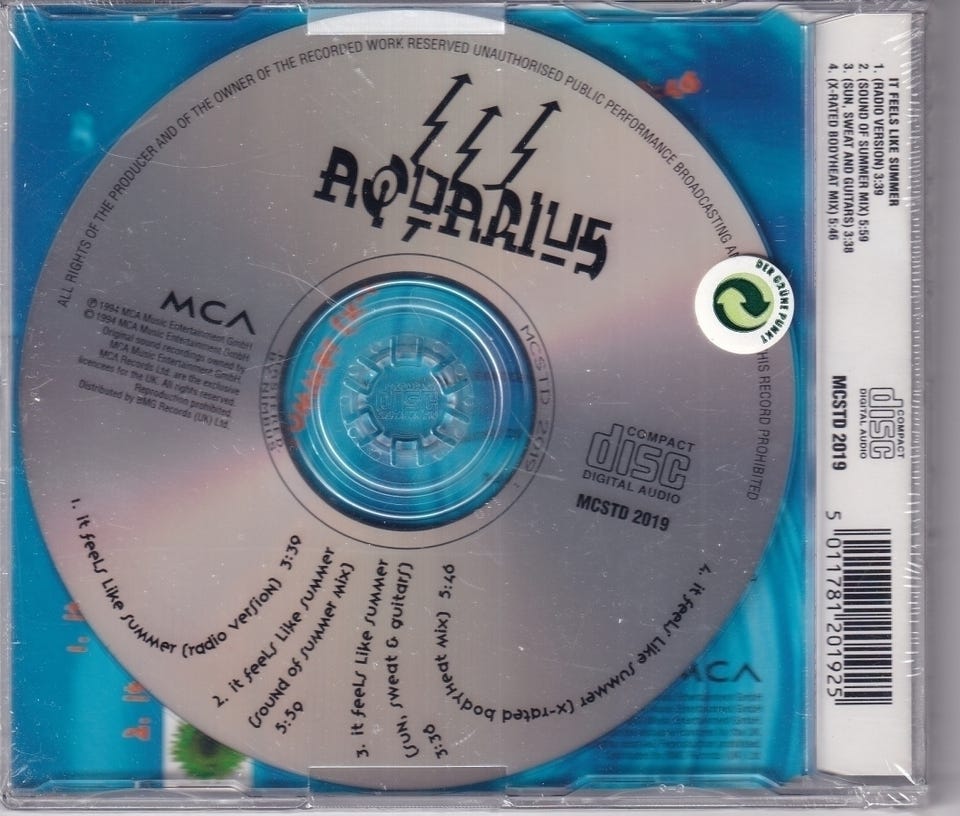 ALL RIGHTS OF THE PRODUCER AND OF THE OWNER OF THE RECORDED WORK RESERVED UNAUTHORISED PUBLIC PERFORMANCE BROADCASTING AN
THIS RECORD PROHIBITED
AQUARIUS
MCA
℗ 1994 MCA Music Entertainment GmbH
© 1994 MCA Music Entertainment GmbH
Original sound recordings owned by
MCA Music Entertainment GmbH.
MCA Records Ltd. are the exclusive
licencees for the UK. All rights reserved.
Reproduction prohibited.
Distributed by BMG Records (UK) Ltd.
MCSTD 2019
COMPACT
disc
DIGITAL AUDIO
MCSTD 2019
1. it feels like summer (radio version) 3:39
2. it feels like summer
(sound of summer mix)
5:59
3. it feels like summer
(sun, sweat & guitars)
3:38
4. it feels like summer (x-rated bodyheat mix) 5:46
DER GRÜNE PUNKT
IT FEELS LIKE SUMMER
1. (RADIO VERSION) 3:39
2. (SOUND OF SUMMER MIX) 5:59
3. (SUN, SWEAT AND GUITARS) 3:38
4. (X-RATED BODYHEAT MIX) 5:46
COMPACT
disc
DIGITAL AUDIO
MCSTD 2019
5 011781 201925
MCA